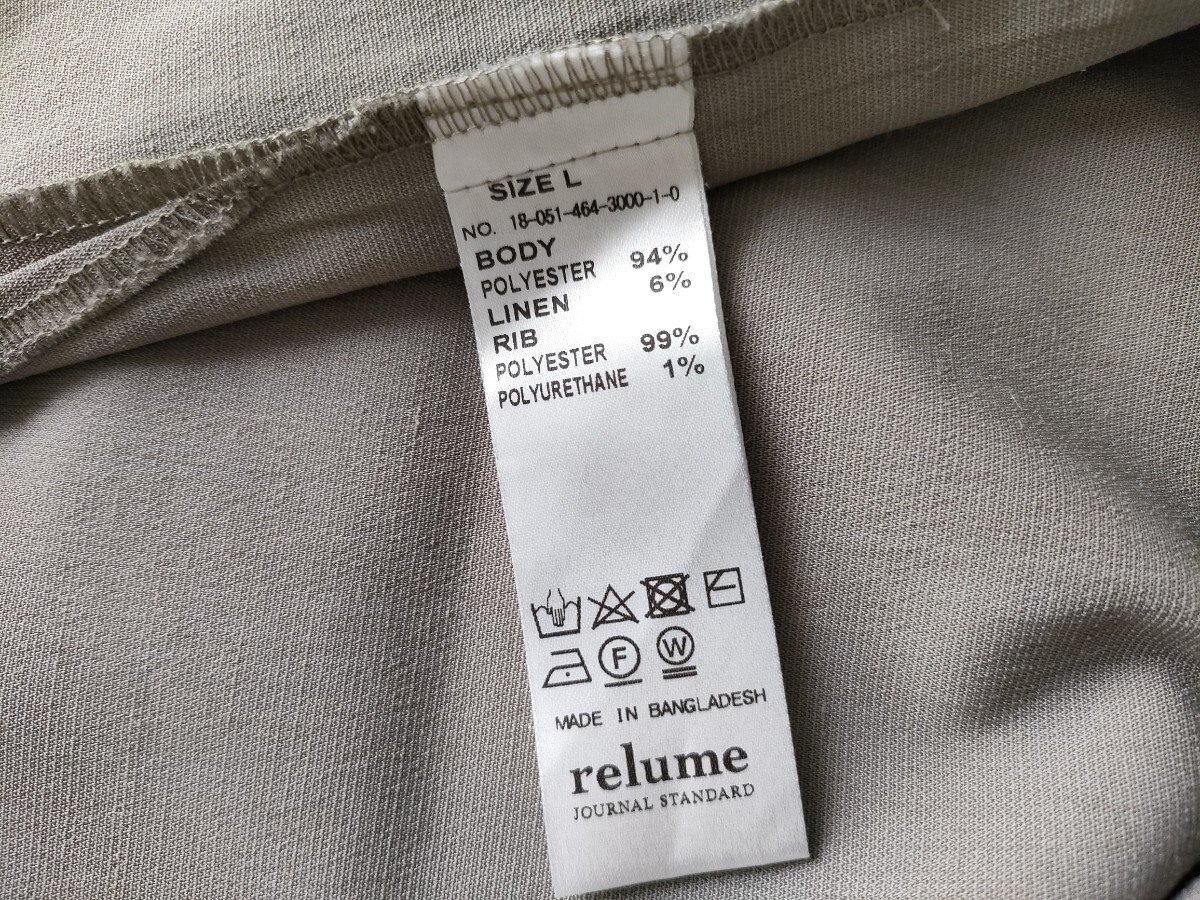 SIZE L
NO. 18-051-464-3000-1-0
BODY
POLYESTER 94%
LINEN 6%
RIB
POLYESTER 99%
POLYURETHANE 1%
F W
MADE IN BANGLADESH
relume
JOURNAL STANDARD